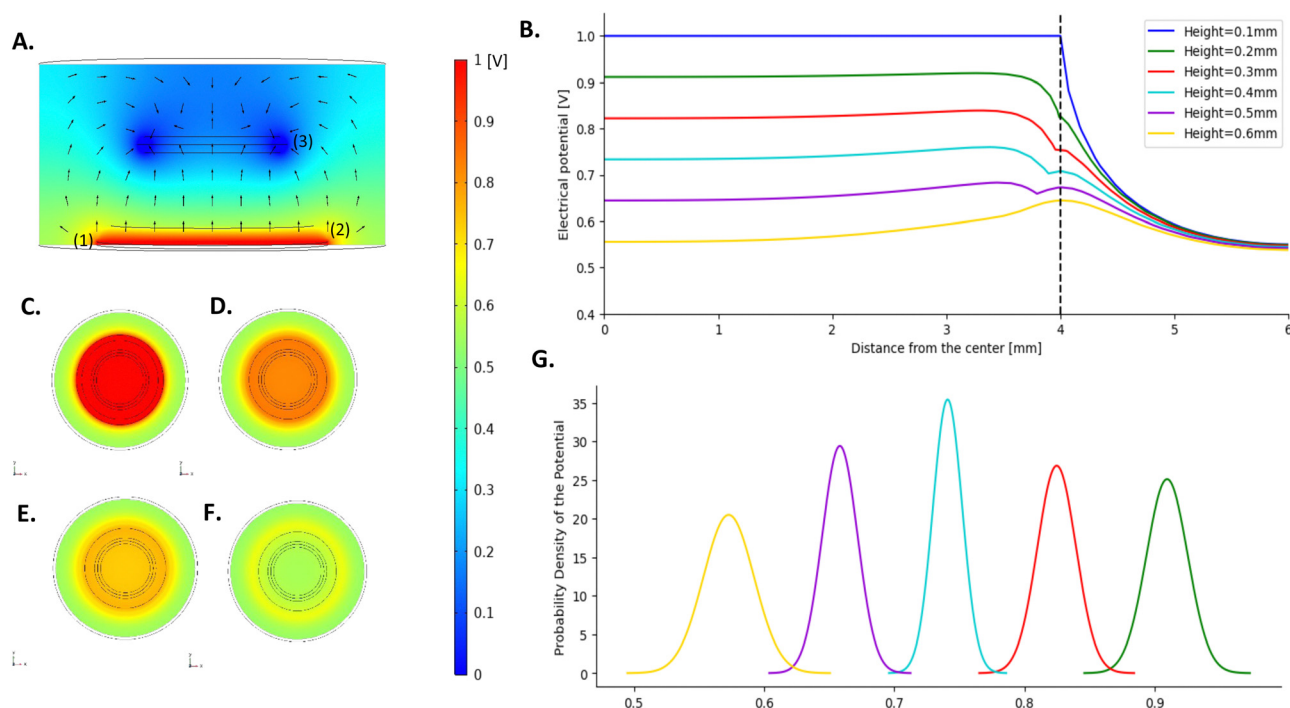 A.
(3)
(1)
(2)
1 [V]
0.9
0.8
0.7
0.6
0.5
0.4
0.3
0.2
0.1
0
B.
Electrical potential [V]
1.0
0.9
0.8
0.7
0.6
0.5
0.4
0 1 2 3 4 5 6
Distance from the center [mm]
Height=0.1mm
Height=0.2mm
Height=0.3mm
Height=0.4mm
Height=0.5mm
Height=0.6mm
C.
D.
y
x
y
x
E.
F.
y
x
y
x
G.
Probability Density of the Potential
35
30
25
20
15
10
5
0
0.5 0.6 0.7 0.8 0.9